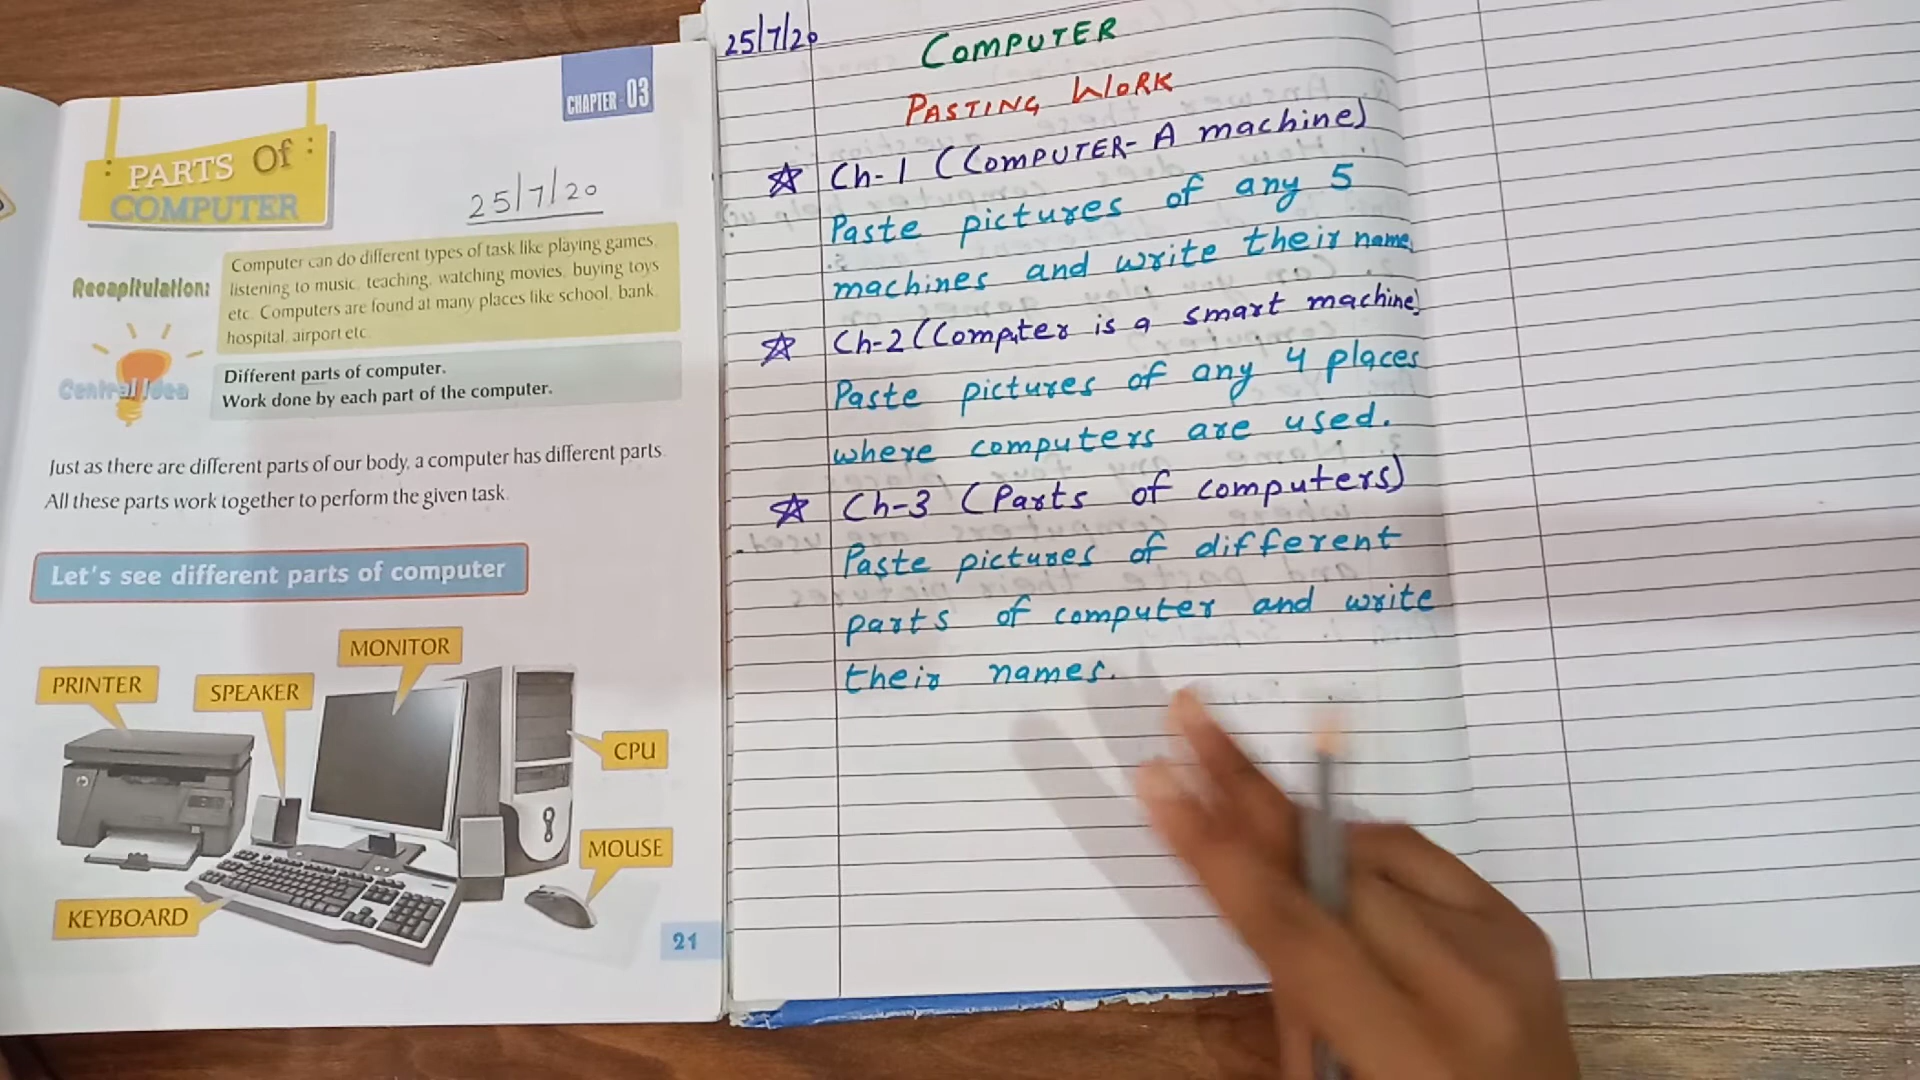 CHAPTER - 03
: PARTS Of :
COMPUTER
25/7/20
Recapitulation:
Computer can do different types of task like playing games,
listening to music, teaching, watching movies, buying toys
etc. Computers are found at many places like school, bank,
hospital, airport etc.
Central Idea
Different parts of computer.
Work done by each part of the computer.
Just as there are different parts of our body, a computer has different parts.
All these parts work together to perform the given task.
Let's see different parts of computer
MONITOR
PRINTER
SPEAKER
CPU
MOUSE
KEYBOARD
hp
21
25/7/20
COMPUTER
PASTING WORK
☆ Ch-1 (COMPUTER- A machine)
Paste pictures of any 5
machines and write their name.
☆ Ch-2 (Computer is a smart machine)
Paste pictures of any 4 places
where computers are used.
☆ Ch-3 (Parts of computers)
Paste pictures of different
parts of computer and write
their names.